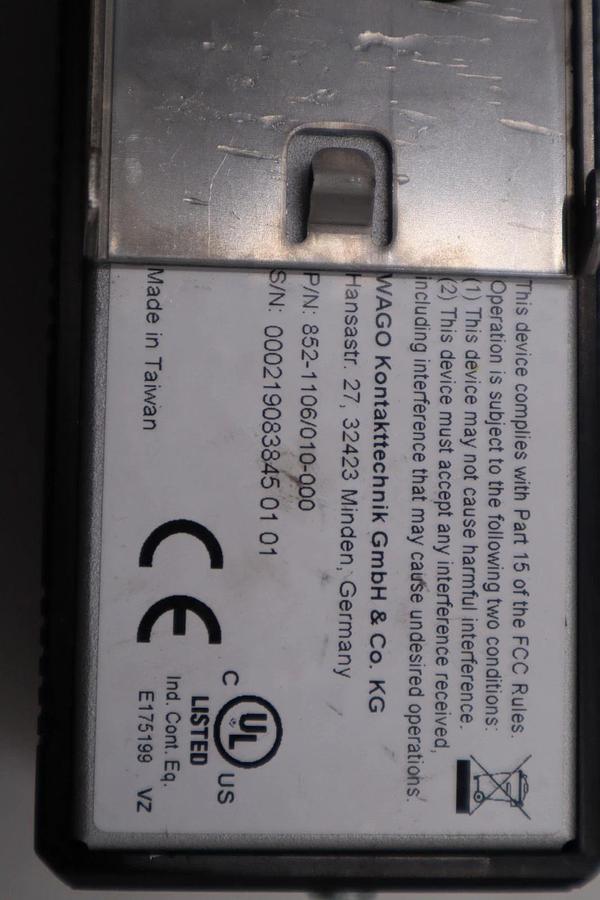 This device complies with Part 15 of the FCC Rules.
Operation is subject to the following two conditions:
(1) This device may not cause harmful interference.
(2) This device must accept any interference received,
including interference that may cause undesired operations.
WAGO Kontakttechnik GmbH & Co. KG
Hansastr. 27, 32423 Minden, Germany
P/N: 852-1106/010-000
S/N: 000219083845 01 01
Made in Taiwan
CE
C UL US
LISTED
Ind. Cont. Eq.
E175199 VZ